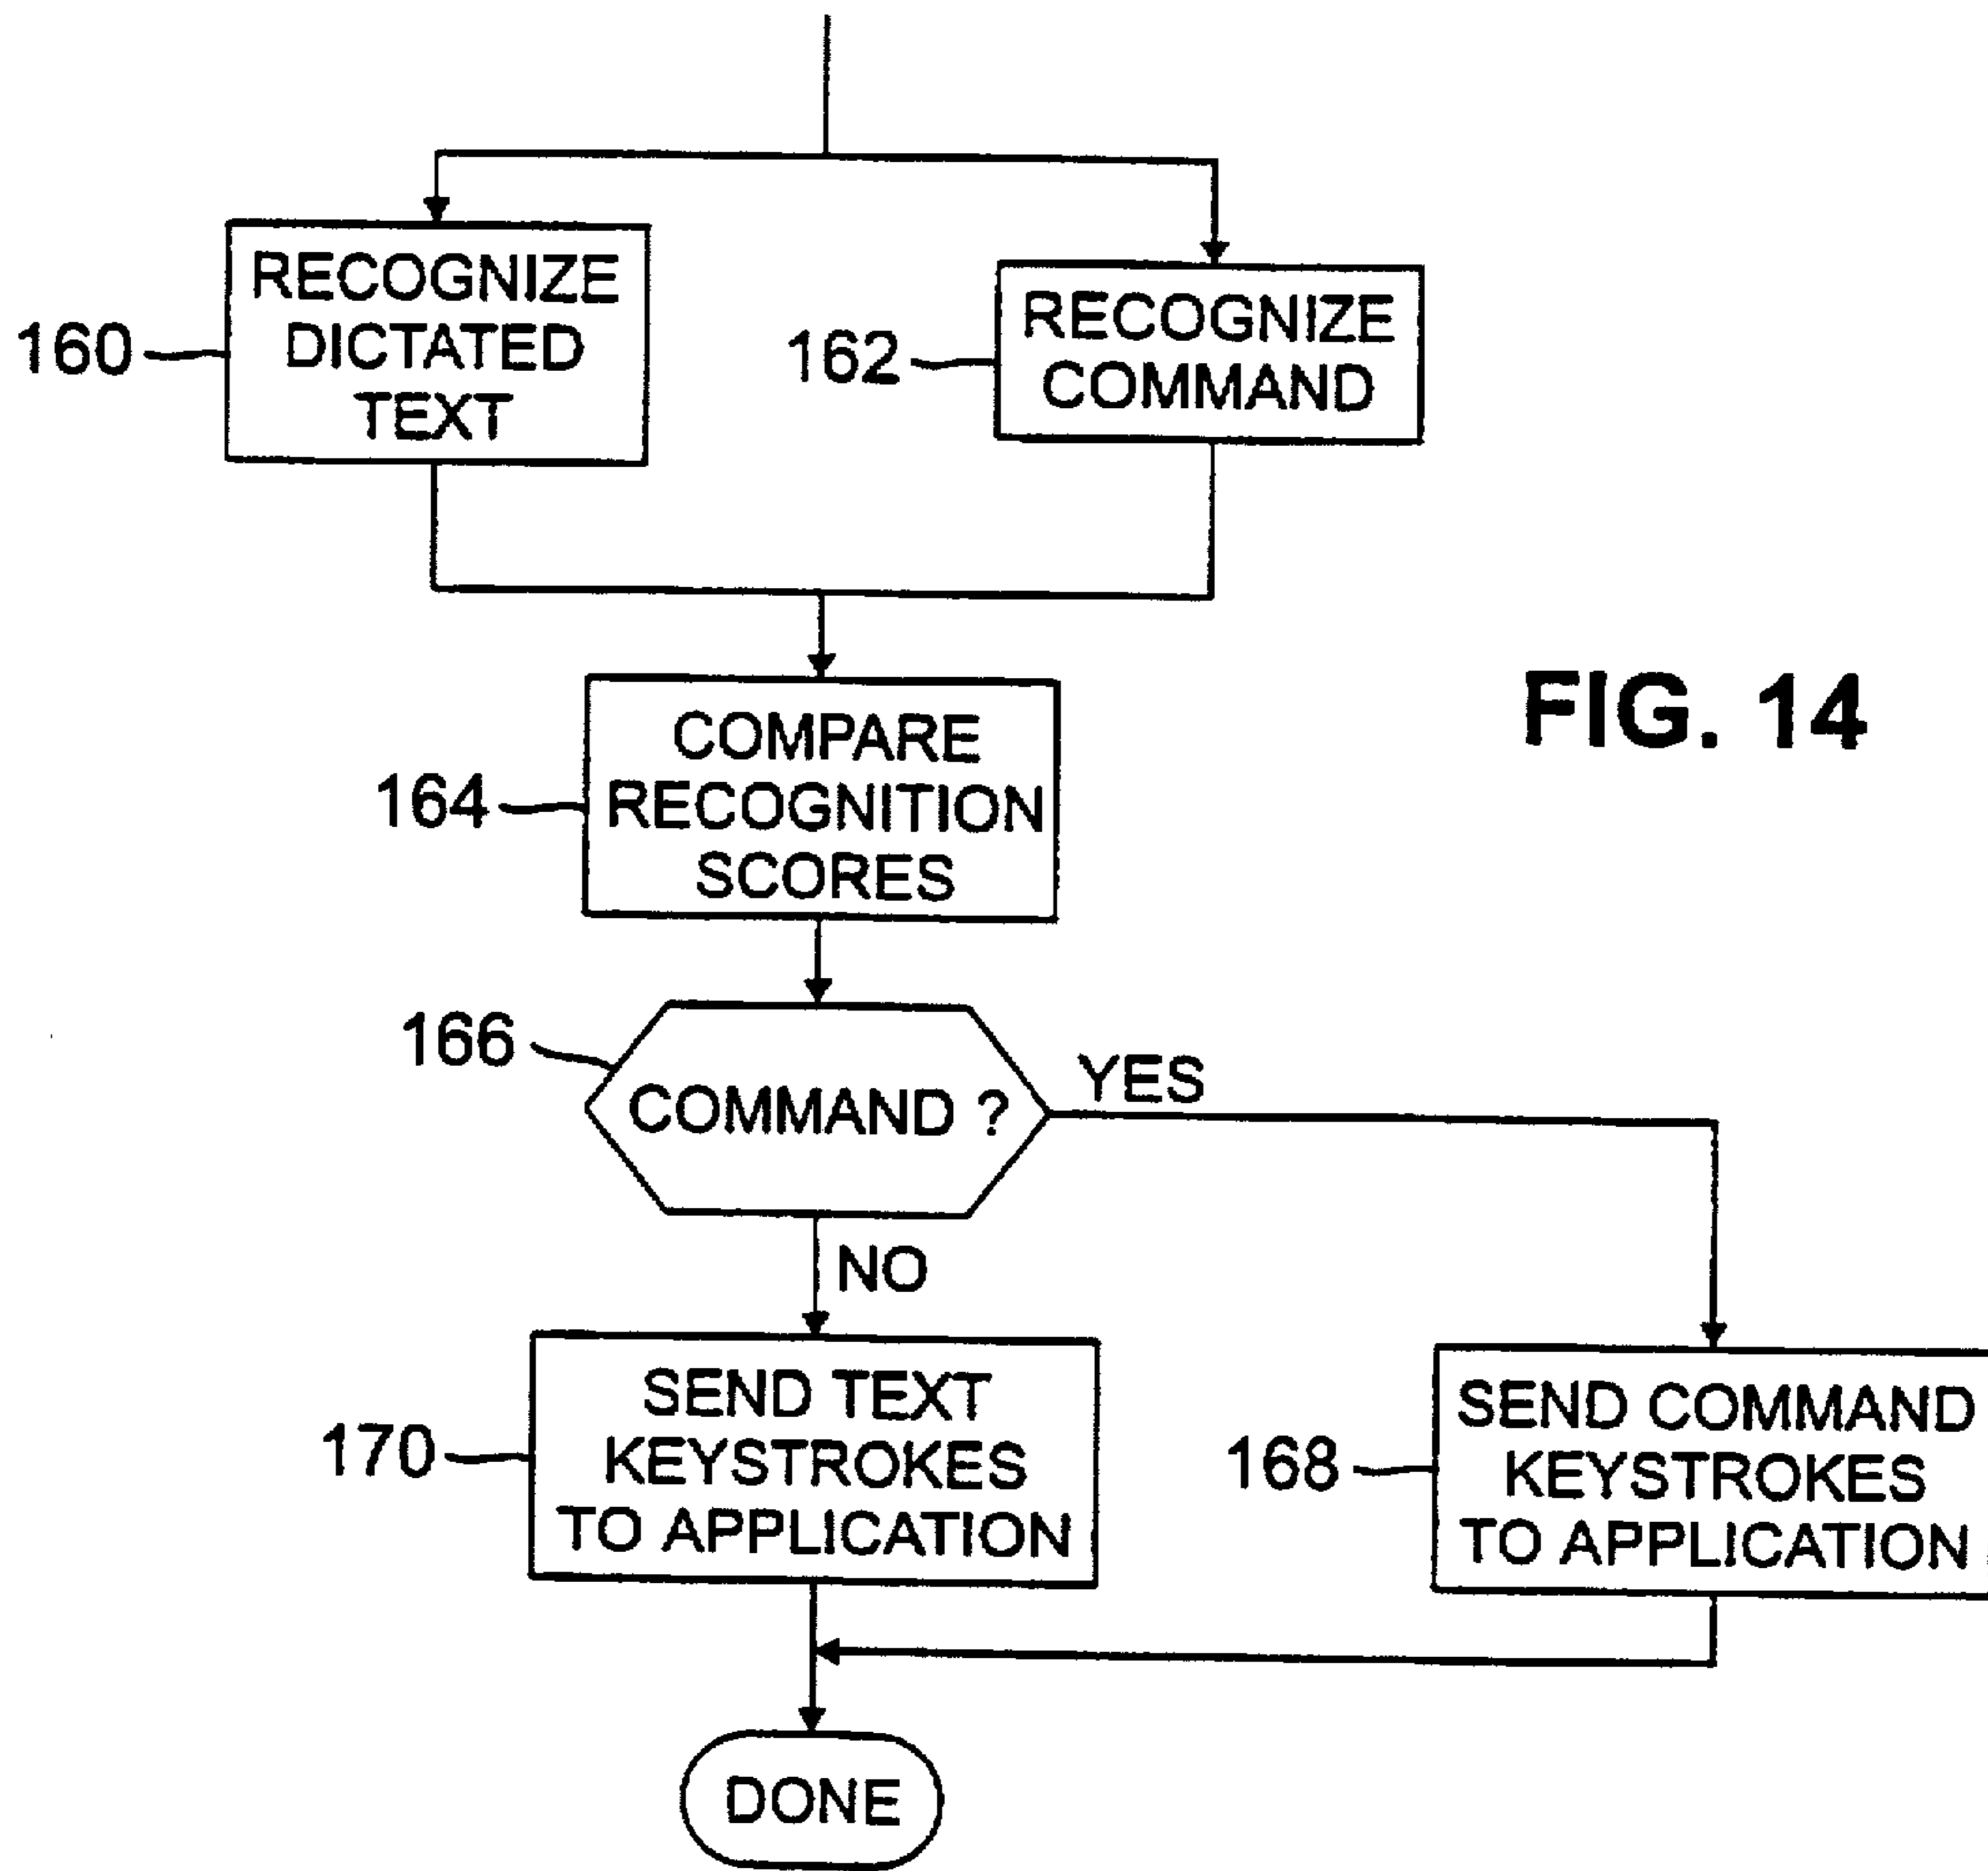 RECOGNIZE
DICTATED
TEXT
160
RECOGNIZE
COMMAND
162
COMPARE
RECOGNITION
SCORES
164
FIG. 14
166
COMMAND ?
YES
NO
SEND TEXT
KEYSTROKES
TO APPLICATION
170
SEND COMMAND
KEYSTROKES
TO APPLICATION
168
DONE